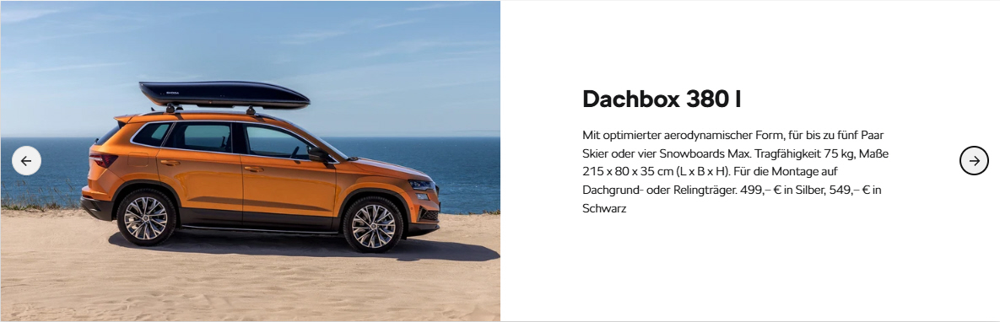 Dachbox 380 l
Mit optimierter aerodynamischer Form, für bis zu fünf Paar
Skier oder vier Snowboards Max. Tragfähigkeit 75 kg, Maße
215 x 80 x 35 cm (L x B x H). Für die Montage auf
Dachgrund- oder Relingträger. 499,– € in Silber, 549,– € in
Schwarz